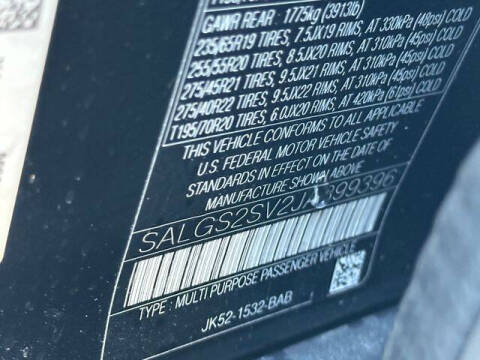 GAWR REAR : 1775kg (3913lb)
235/65R19 TIRES, 7.5JX19 RIMS, AT 330kPa (48psi) COLD
255/55R20 TIRES, 8.5JX20 RIMS, AT 310kPa (45psi) COLD
275/45R21 TIRES, 9.5JX21 RIMS, AT 310kPa (45psi) COLD
275/40R22 TIRES, 9.5JX22 RIMS, AT 310kPa (45psi) COLD
T195/70R20 TIRES, 6.0JX20 RIMS, AT 420kPa (61psi) COLD
THIS VEHICLE CONFORMS TO ALL APPLICABLE
U.S. FEDERAL MOTOR VEHICLE SAFETY
STANDARDS IN EFFECT ON THE DATE OF
MANUFACTURE SHOWN ABOVE
SALGS2SV2JA399396
TYPE : MULTI PURPOSE PASSENGER VEHICLE
JK52-1532-BAB